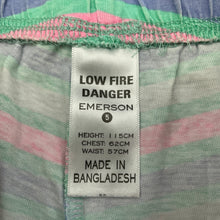 LOW FIRE
DANGER
EMERSON
5
HEIGHT: 115CM
CHEST: 62CM
WAIST: 57CM
MADE IN
BANGLADESH